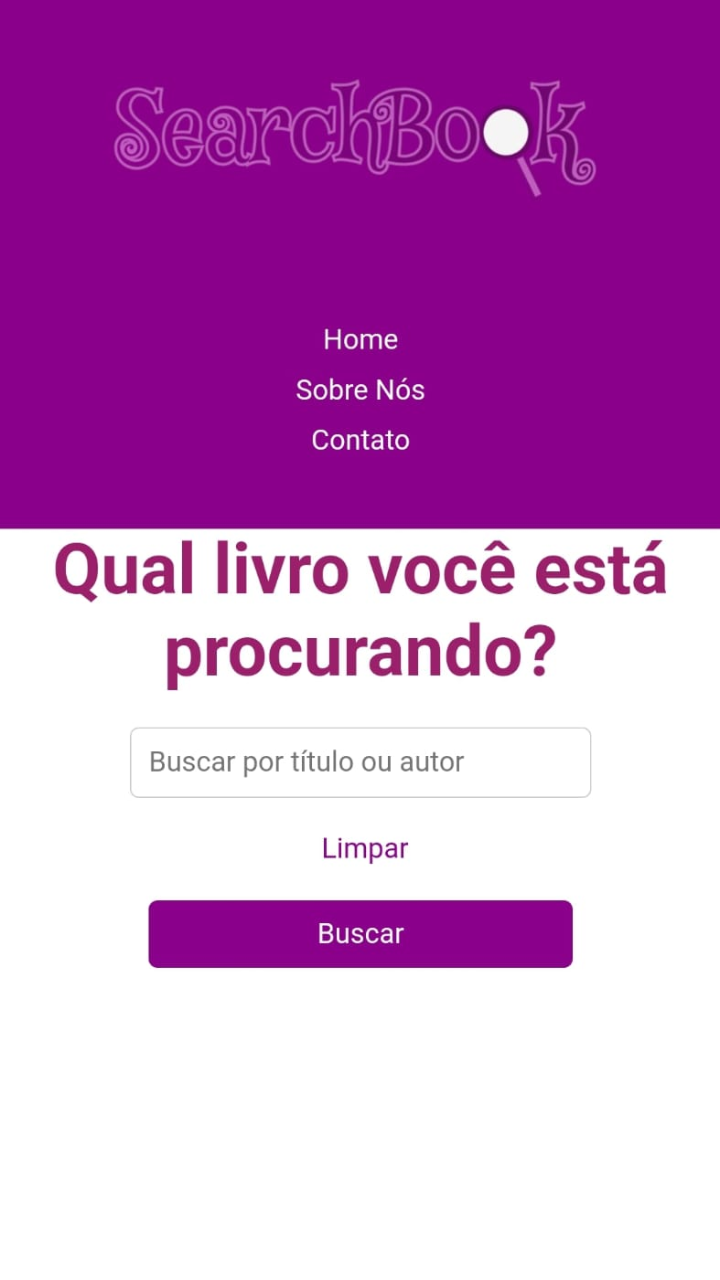 SearchBook
Home
Sobre Nós
Contato
Qual livro você está
procurando?
Buscar por título ou autor
Limpar
Buscar